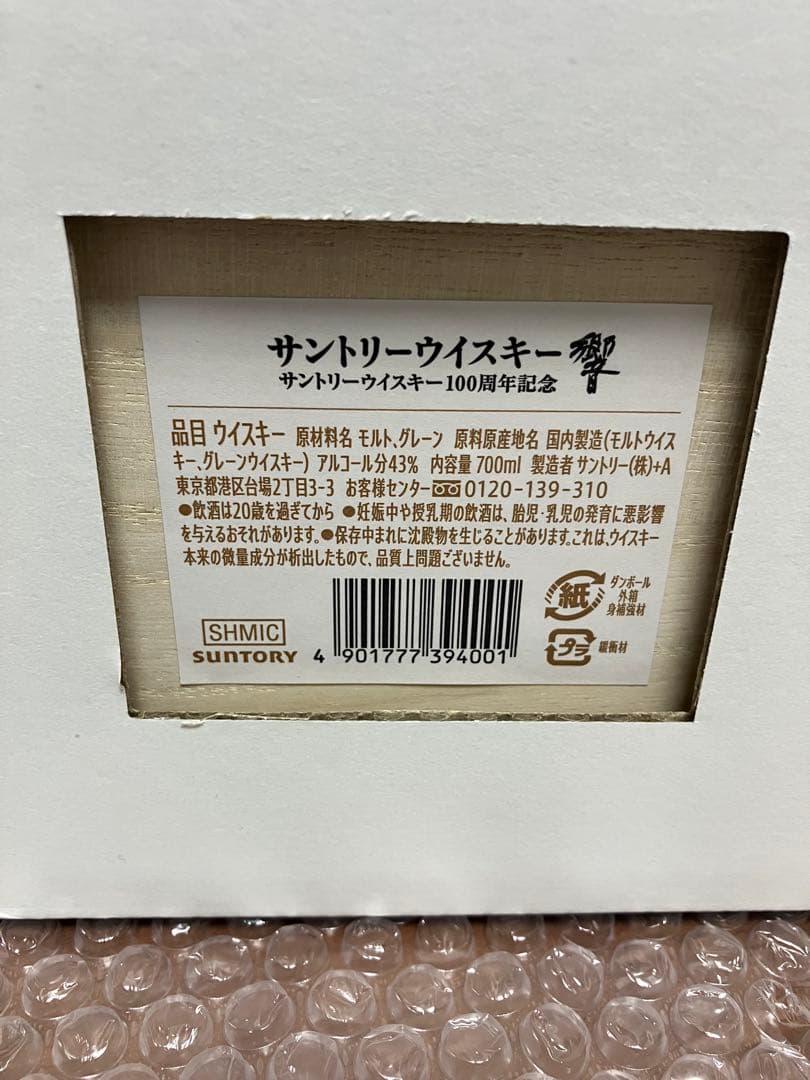 サントリーウイスキー 響
サントリーウイスキー100周年記念
品目 ウイスキー 原材料名 モルト、グレーン 原料原産地名 国内製造(モルトウイス
キー、グレーンウイスキー) アルコール分43% 内容量 700ml 製造者 サントリー(株)+A
東京都港区台場2丁目3-3 お客様センター 0120-139-310
●飲酒は20歳を過ぎてから ●妊娠中や授乳期の飲酒は、胎児・乳児の発育に悪影響
を与えるおそれがあります。●保存中まれに沈殿物を生じることがあります。これは、ウイスキー
本来の微量成分が析出したもので、品質上問題ございません。
SHMIC
SUNTORY
4 901777 394001
紙
ダンボール
外箱
身補強材
プラ
緩衝材